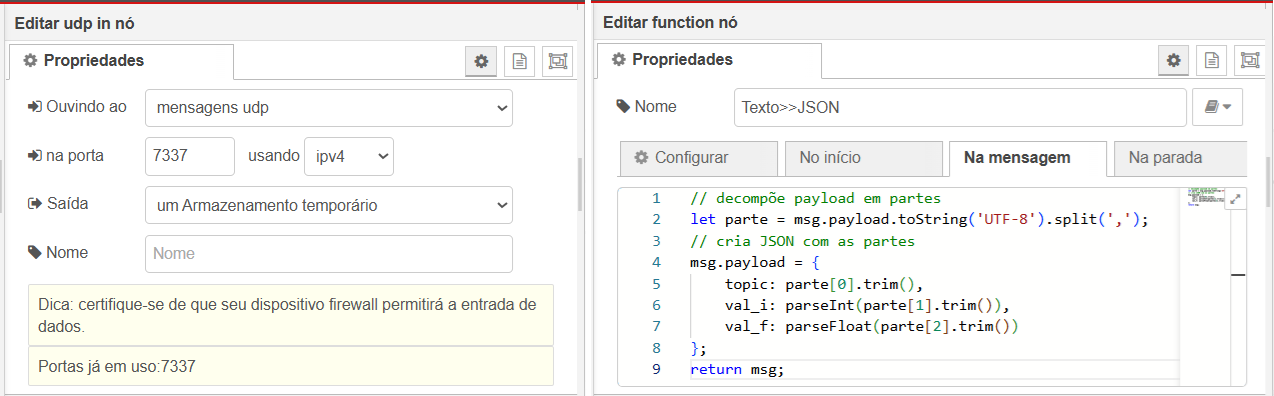 Editar udp in nó
Propriedades
Ouvindo ao mensagens udp
na porta 7337 usando ipv4
Saída um Armazenamento temporário
Nome Nome
Dica: certifique-se de que seu dispositivo firewall permitirá a entrada de
dados.
Portas já em uso:7337
Editar function nó
Propriedades
Nome Texto>>JSON
Configurar No início Na mensagem Na parada
1 // decompõe payload em partes
2 let parte = msg.payload.toString('UTF-8').split(',');
3 // cria JSON com as partes
4 msg.payload = {
5 topic: parte[0].trim(),
6 val_i: parseInt(parte[1].trim()),
7 val_f: parseFloat(parte[2].trim())
8 };
9 return msg;